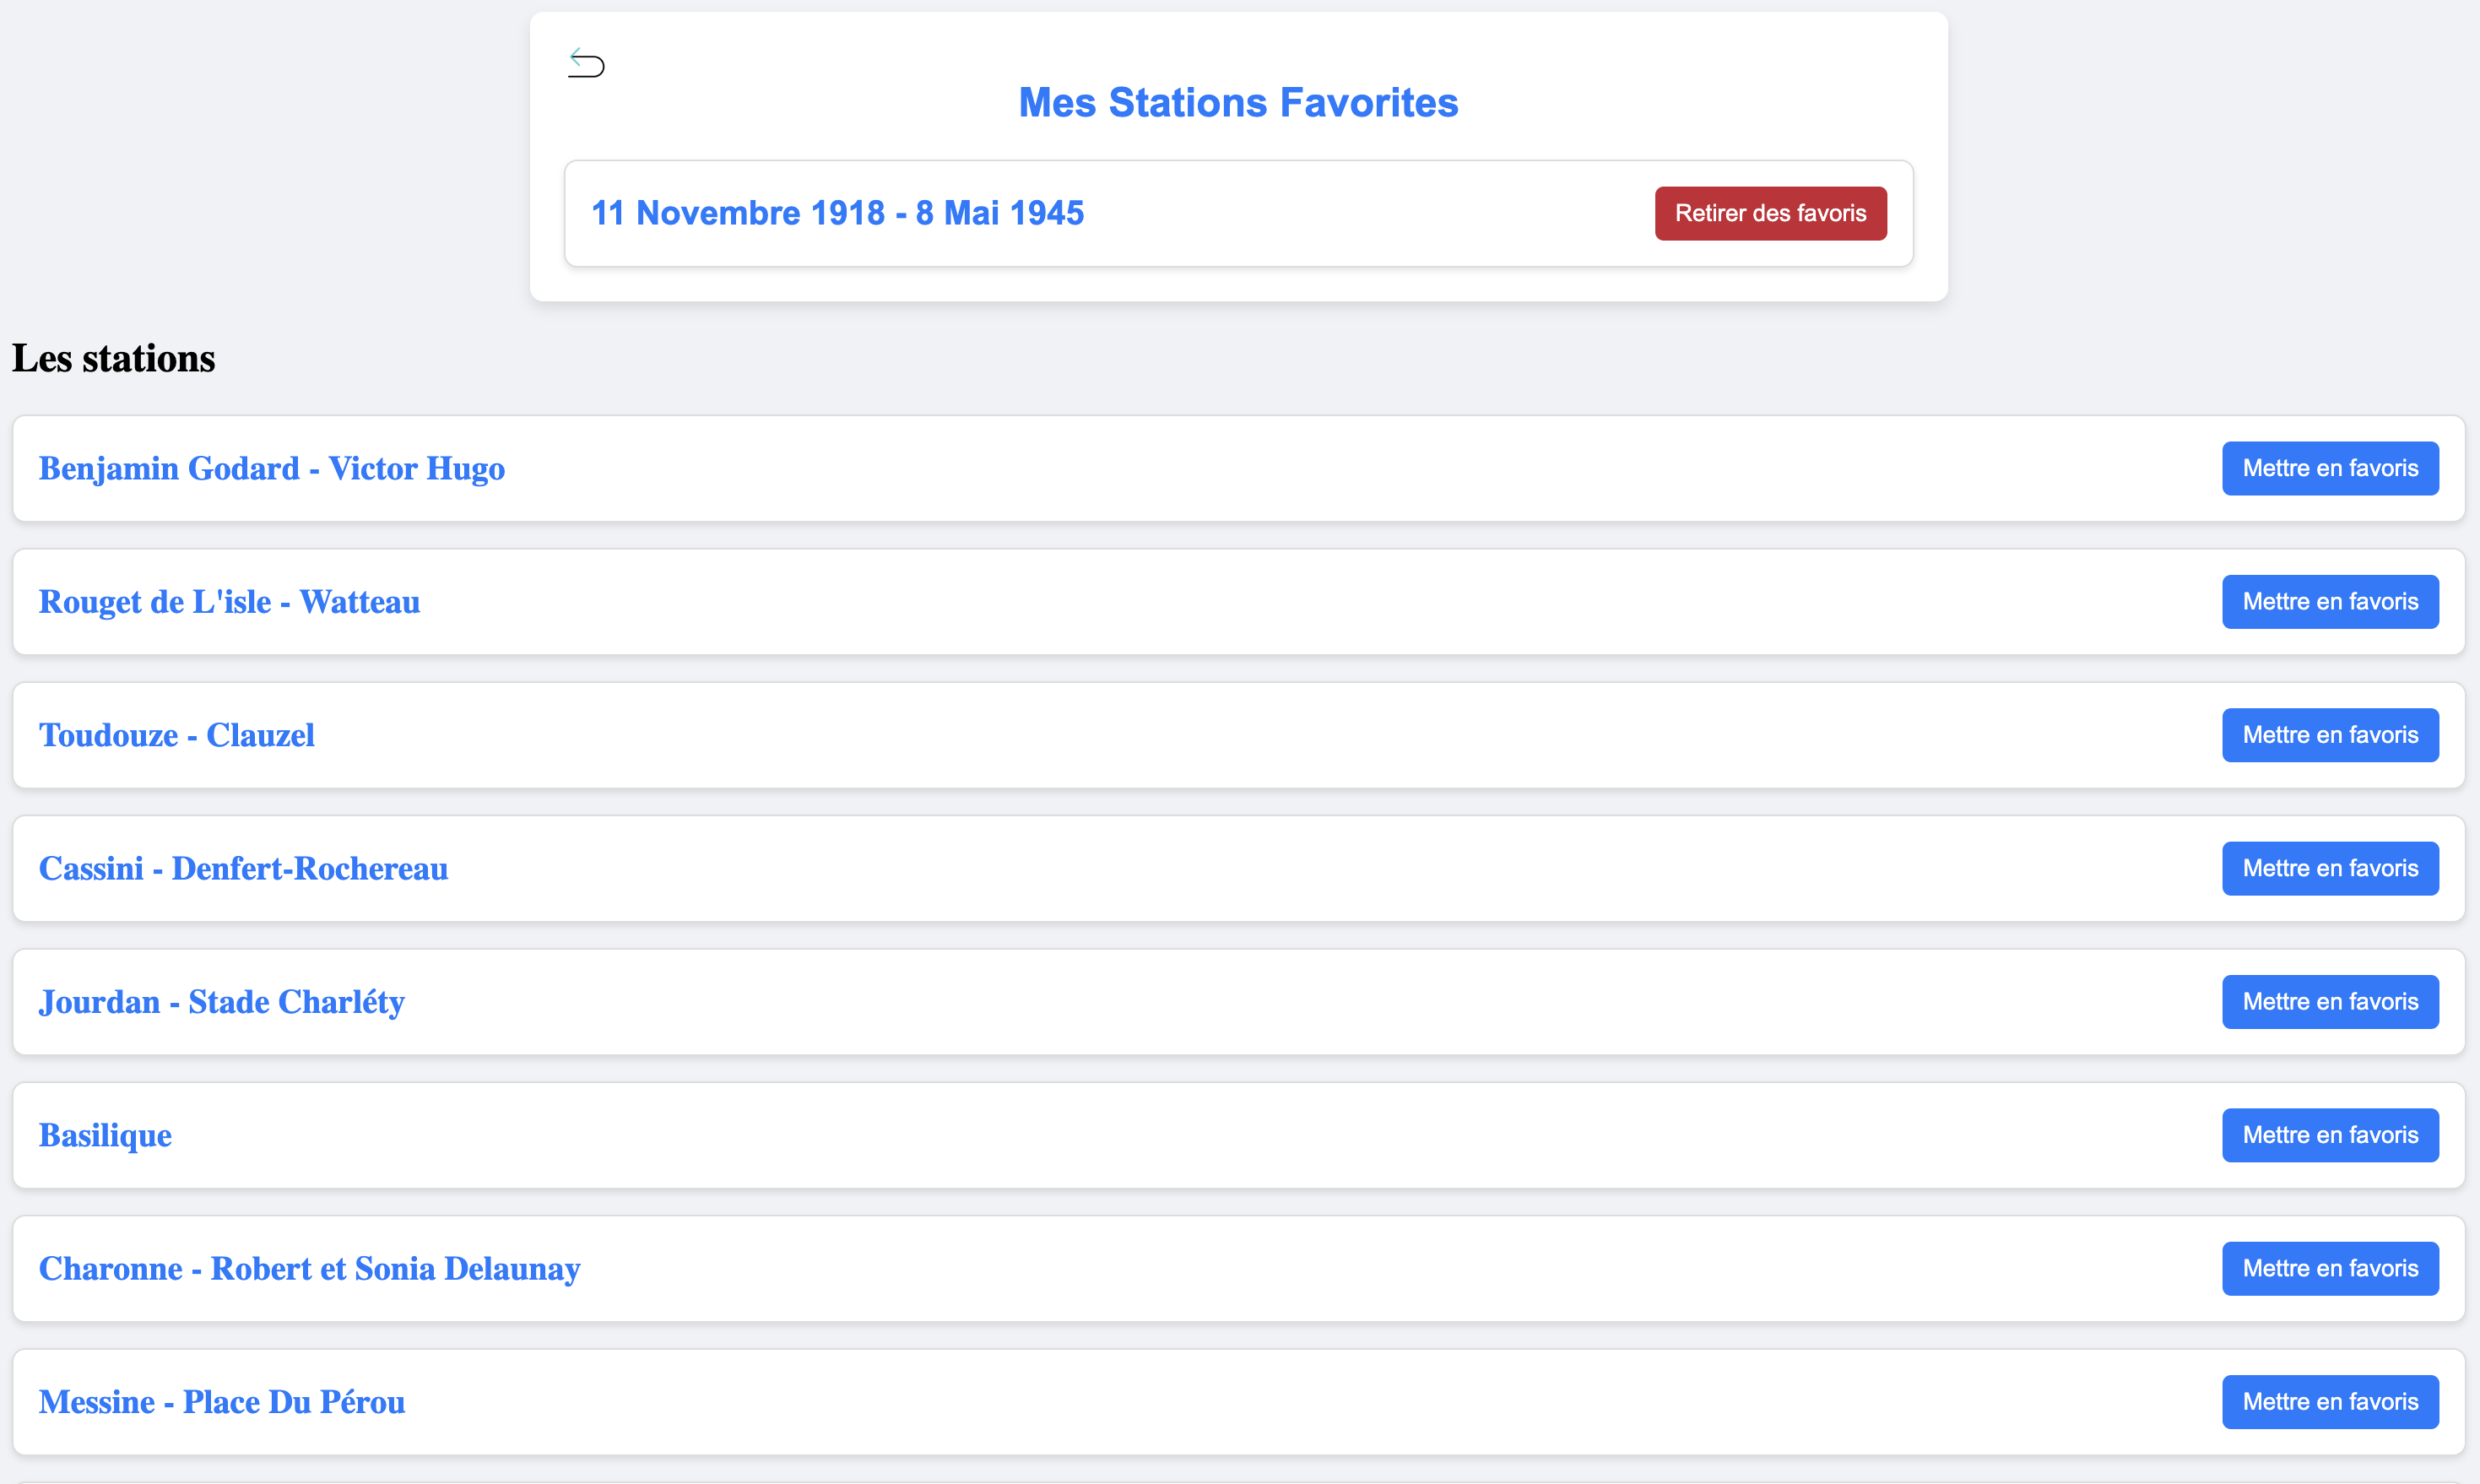 Mes Stations Favorites
11 Novembre 1918 - 8 Mai 1945
Retirer des favoris
Les stations
Benjamin Godard - Victor Hugo
Mettre en favoris
Rouget de L'isle - Watteau
Mettre en favoris
Toudouze - Clauzel
Mettre en favoris
Cassini - Denfert-Rochereau
Mettre en favoris
Jourdan - Stade Charléty
Mettre en favoris
Basilique
Mettre en favoris
Charonne - Robert et Sonia Delaunay
Mettre en favoris
Messine - Place Du Pérou
Mettre en favoris